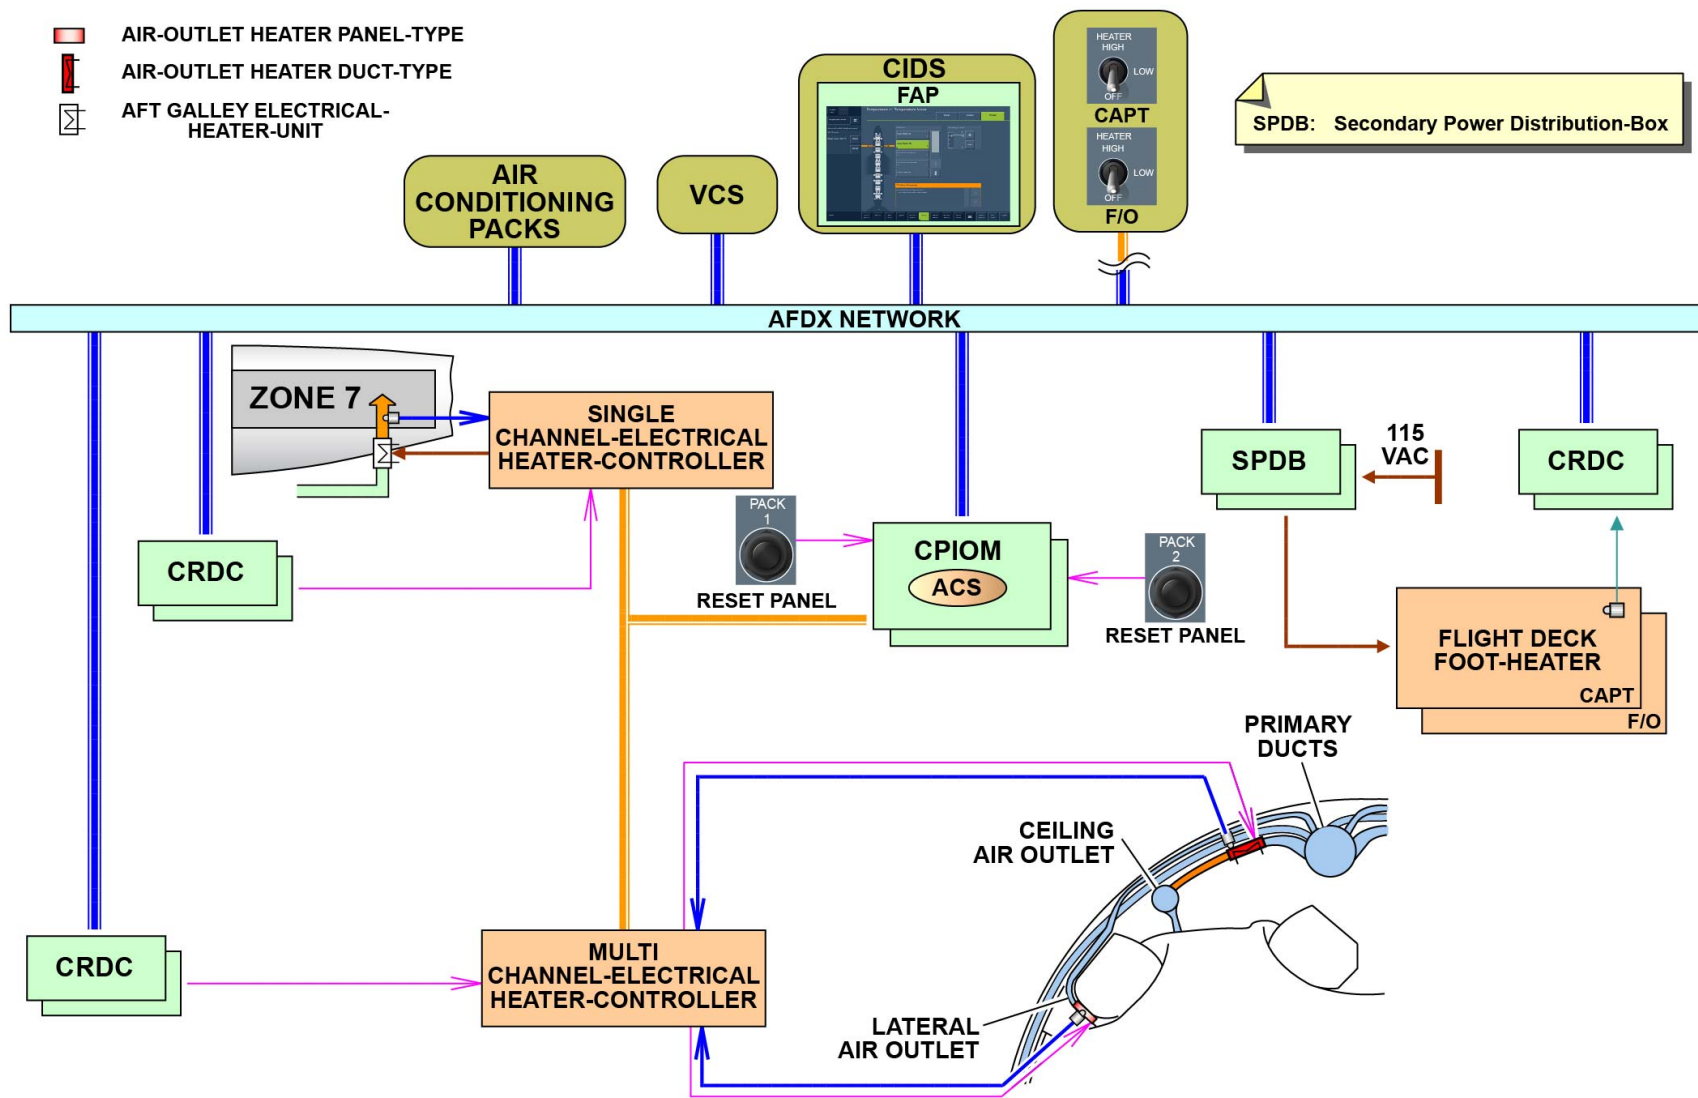 AIR-OUTLET HEATER PANEL-TYPE
AIR-OUTLET HEATER DUCT-TYPE
AFT GALLEY ELECTRICAL-
HEATER-UNIT
AIR
CONDITIONING
PACKS
VCS
CIDS
FAP
HEATER
HIGH
LOW
OFF
CAPT
HEATER
HIGH
LOW
OFF
F/O
SPDB: Secondary Power Distribution-Box
AFDX NETWORK
ZONE 7
SINGLE
CHANNEL-ELECTRICAL
HEATER-CONTROLLER
CRDC
PACK
1
RESET PANEL
CPIOM
ACS
PACK
2
RESET PANEL
SPDB
115
VAC
CRDC
FLIGHT DECK
FOOT-HEATER
CAPT
F/O
PRIMARY
DUCTS
CEILING
AIR OUTLET
LATERAL
AIR OUTLET
CRDC
MULTI
CHANNEL-ELECTRICAL
HEATER-CONTROLLER